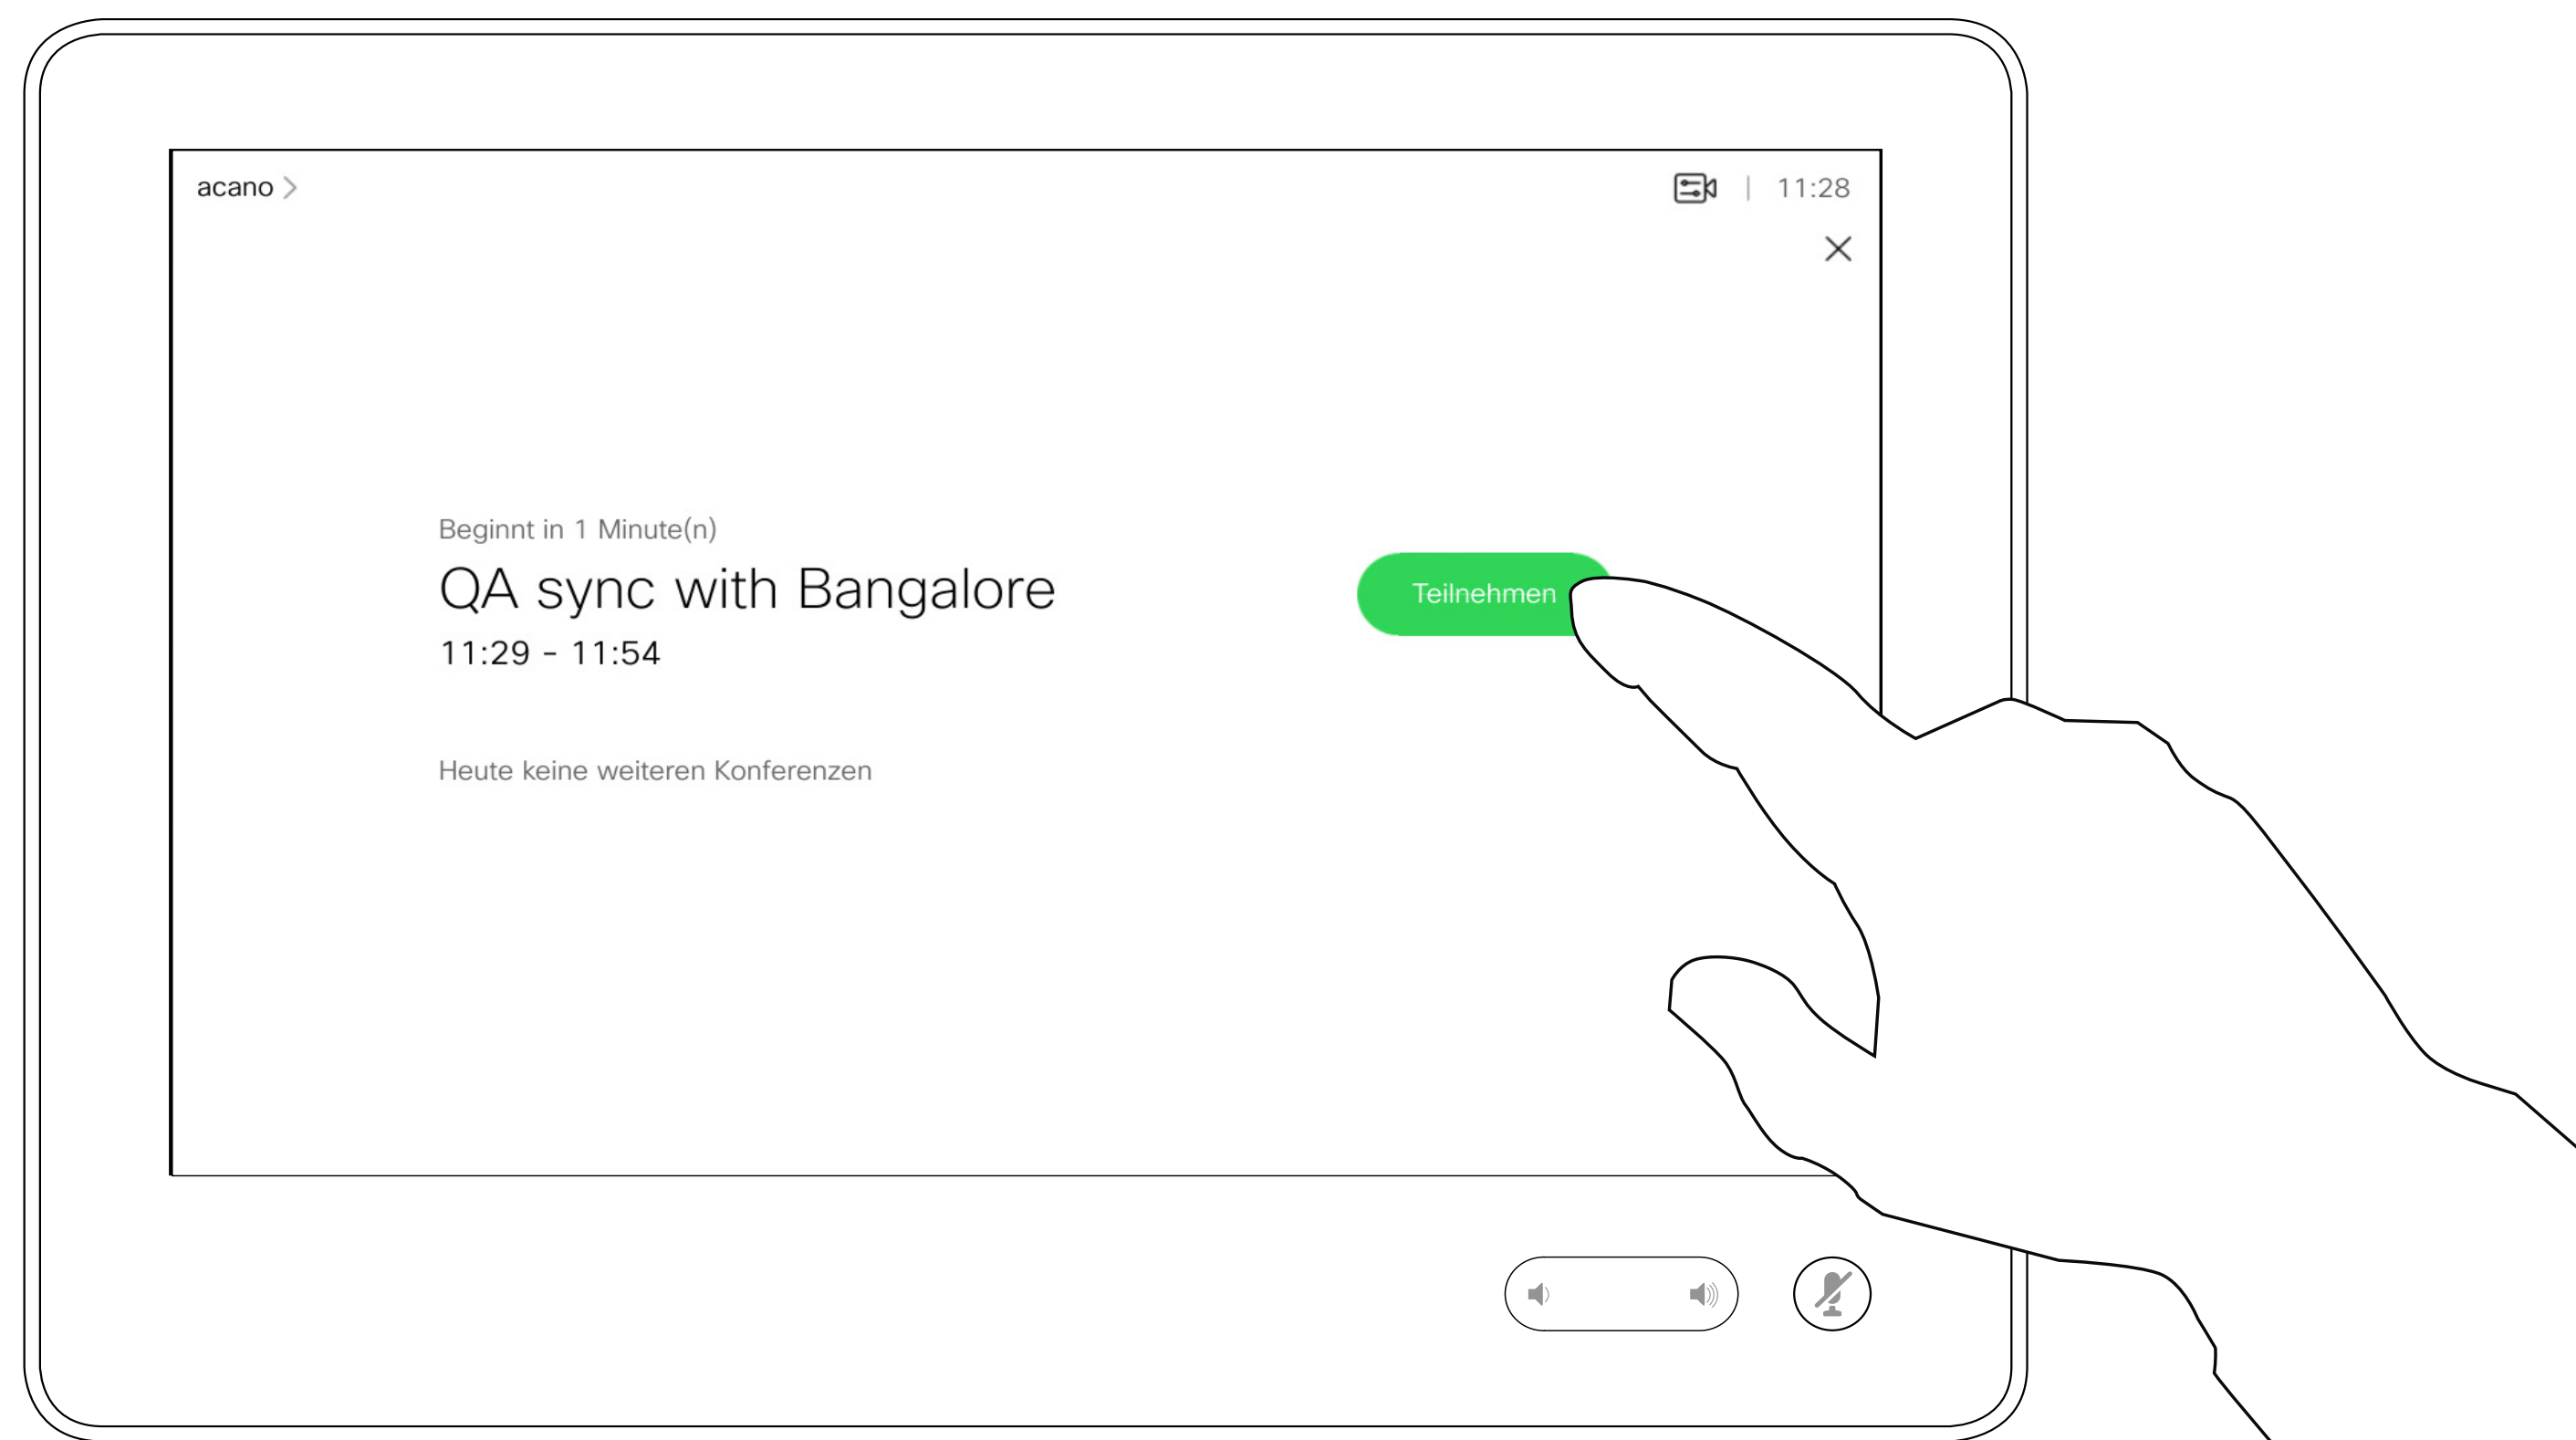 acano
11:28
Beginnt in 1 Minute(n)
QA sync with Bangalore
11:29 - 11:54
Teilnehmen
Heute keine weiteren Konferenzen